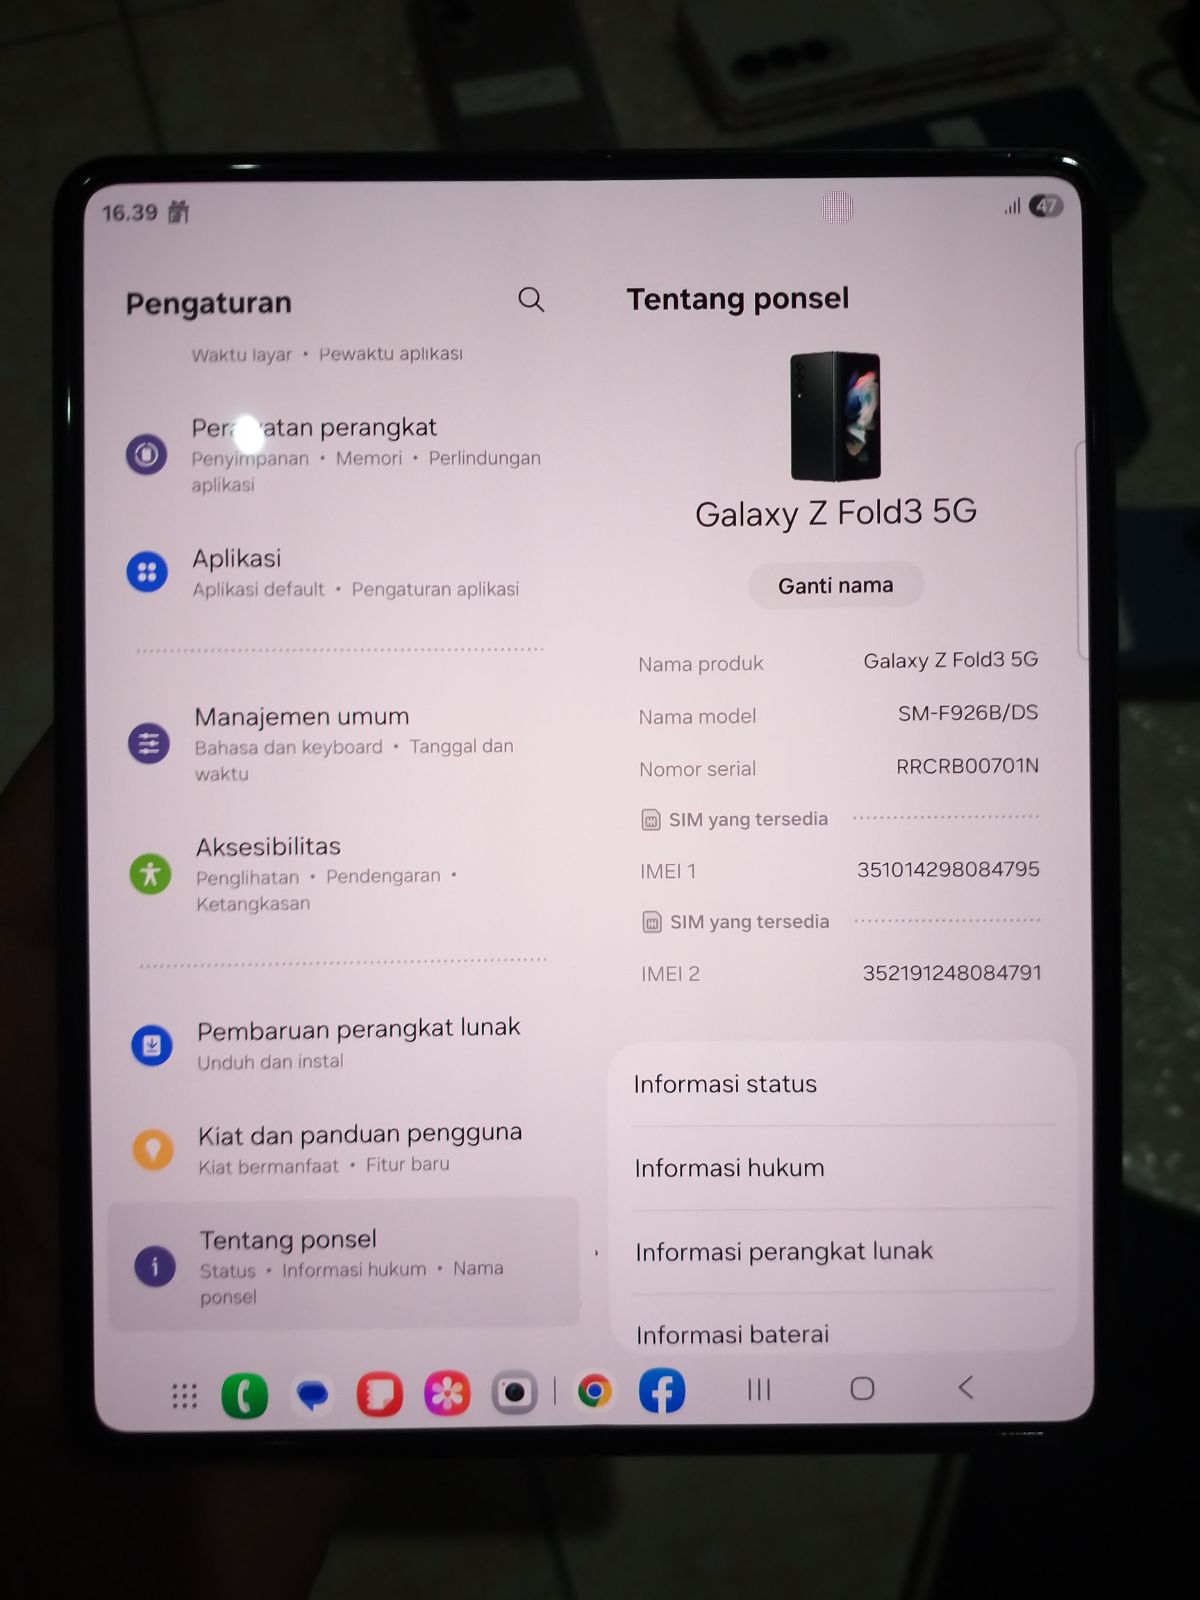 16.39
47
Pengaturan
Waktu layar • Pewaktu aplikasi
Perawatan perangkat
Penyimpanan • Memori • Perlindungan
aplikasi
Aplikasi
Aplikasi default • Pengaturan aplikasi
Manajemen umum
Bahasa dan keyboard • Tanggal dan
waktu
Aksesibilitas
Penglihatan • Pendengaran •
Ketangkasan
Pembaruan perangkat lunak
Unduh dan instal
Kiat dan panduan pengguna
Kiat bermanfaat • Fitur baru
Tentang ponsel
Status • Informasi hukum • Nama
ponsel
Tentang ponsel
Galaxy Z Fold3 5G
Ganti nama
Nama produk Galaxy Z Fold3 5G
Nama model SM-F926B/DS
Nomor serial RRCRB00701N
SIM yang tersedia
IMEI 1 351014298084795
SIM yang tersedia
IMEI 2 352191248084791
Informasi status
Informasi hukum
Informasi perangkat lunak
Informasi baterai